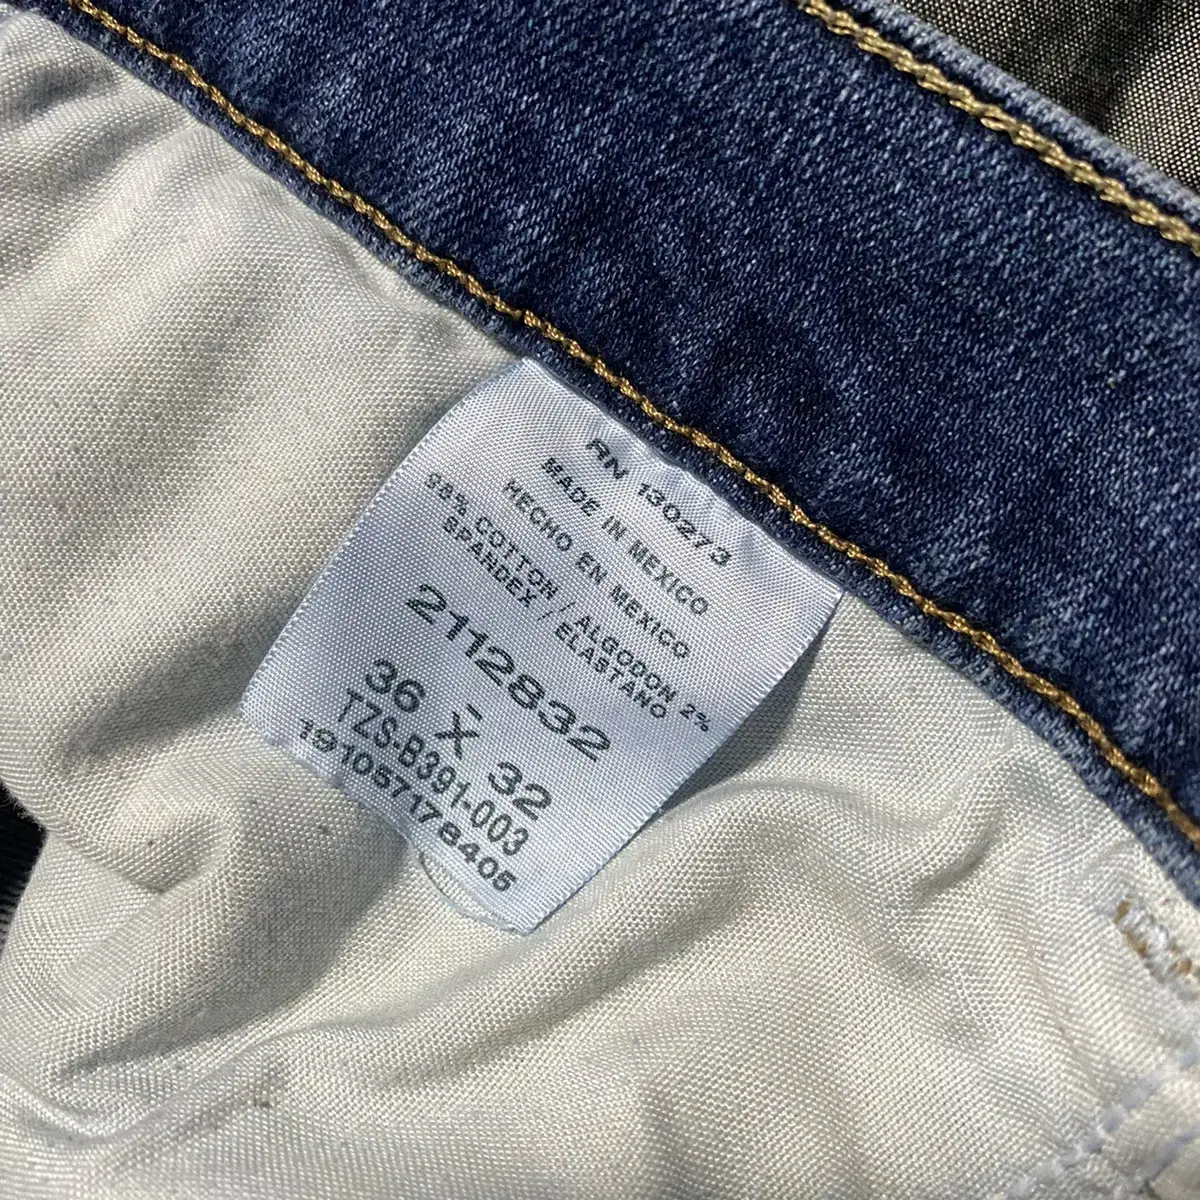 RN 130273
MADE IN MEXICO
HECHO EN MEXICO
98% COTTON / ALGODON 2%
SPANDEX / ELASTANO
2112832
36 X 32
TZS-B391-003
191057178405